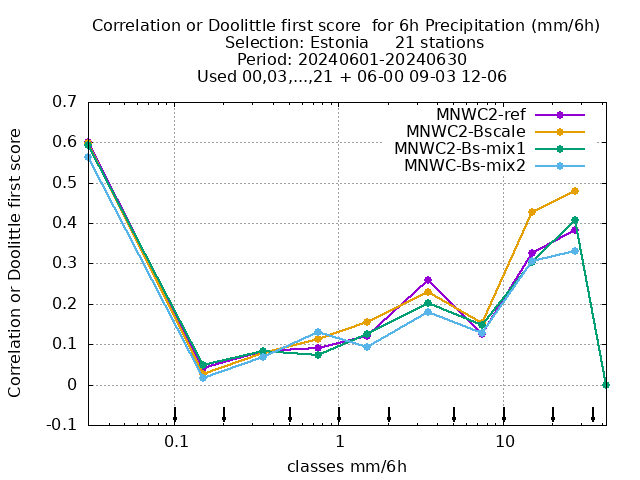 Correlation or Doolittle first score  for 6h Precipitation (mm/6h)
Selection: Estonia     21 stations
Period: 20240601-20240630
Used 00,03,...,21 + 06-00 09-03 12-06
MNWC2-ref
MNWC2-Bscale
MNWC2-Bs-mix1
MNWC-Bs-mix2
Correlation or Doolittle first score
0.7
0.6
0.5
0.4
0.3
0.2
0.1
0
-0.1
0.1 1 10
classes mm/6h